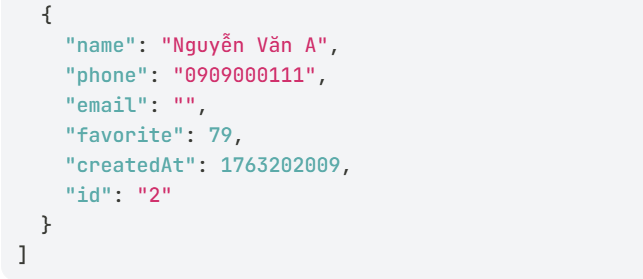 {
"name": "Nguyễn Văn A",
"phone": "0909000111",
"email": "",
"favorite": 79,
"createdAt": 1763202009,
"id": "2"
}
]